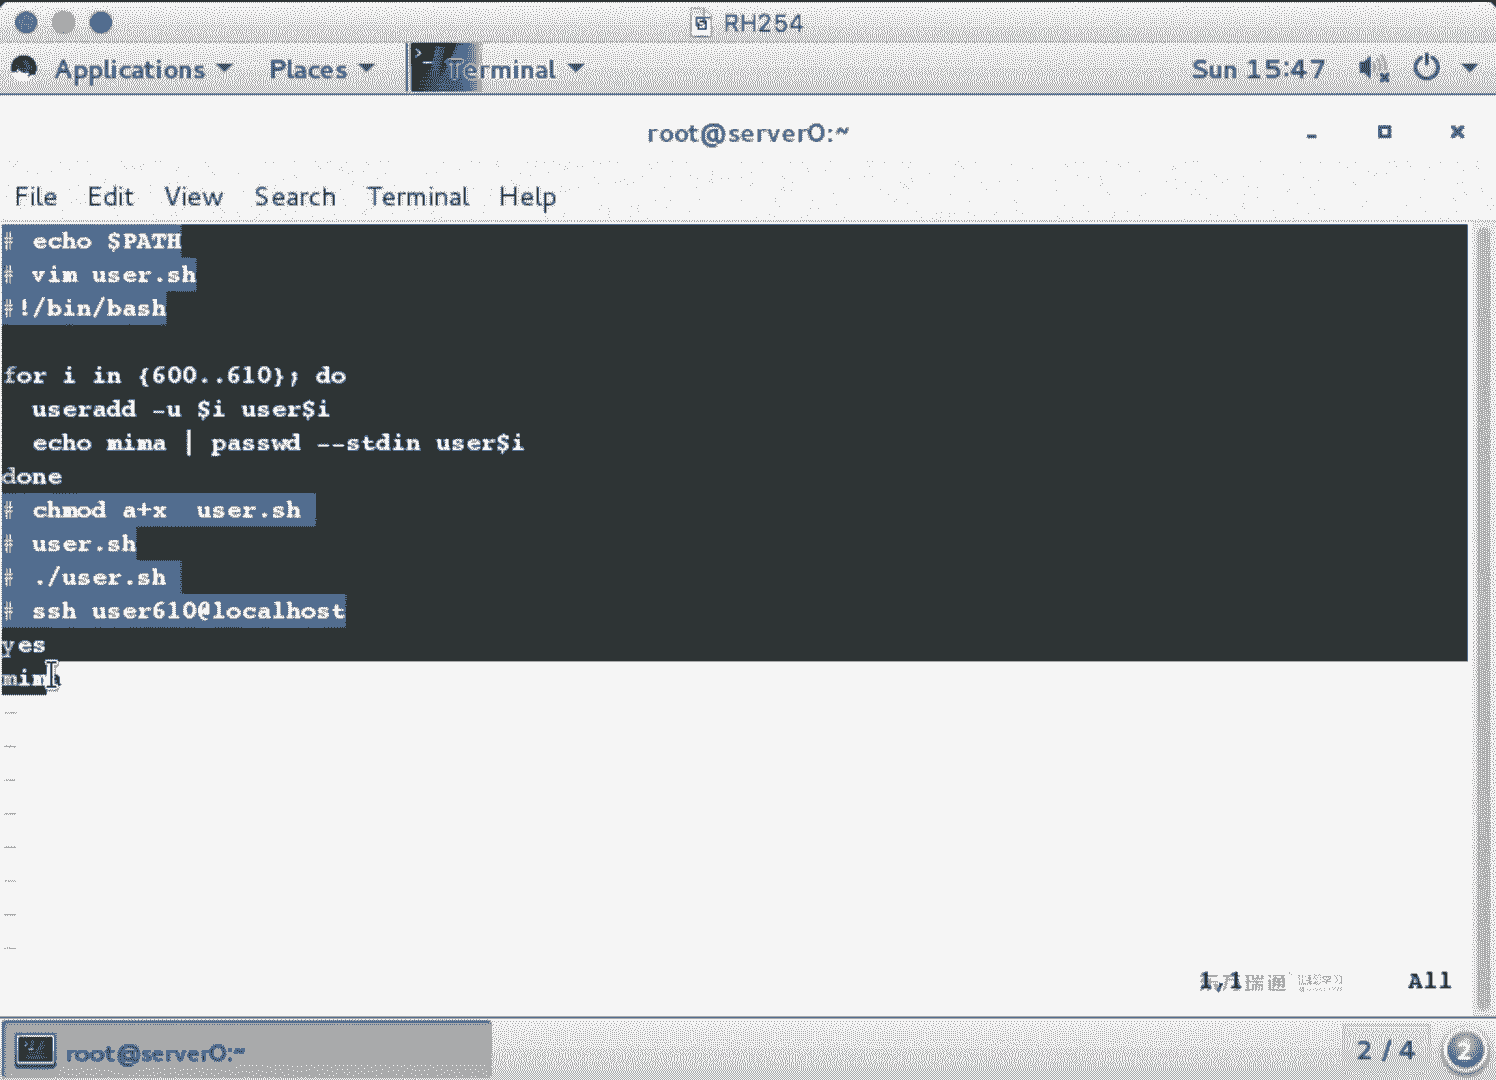 RH254
Applications Places Terminal Sun 15:47
root@server0:~
File Edit View Search Terminal Help
# echo $PATH
# vim user.sh
#!/bin/bash
for i in {600..610}; do
  useradd -u $i user$i
  echo mima | passwd --stdin user$i
done
# chmod a+x  user.sh
# user.sh
# ./user.sh
# ssh user610@localhost
yes
mima
~
~
~
~
~
~
~
~
1,1 All
root@server0:~ 2 / 4 2